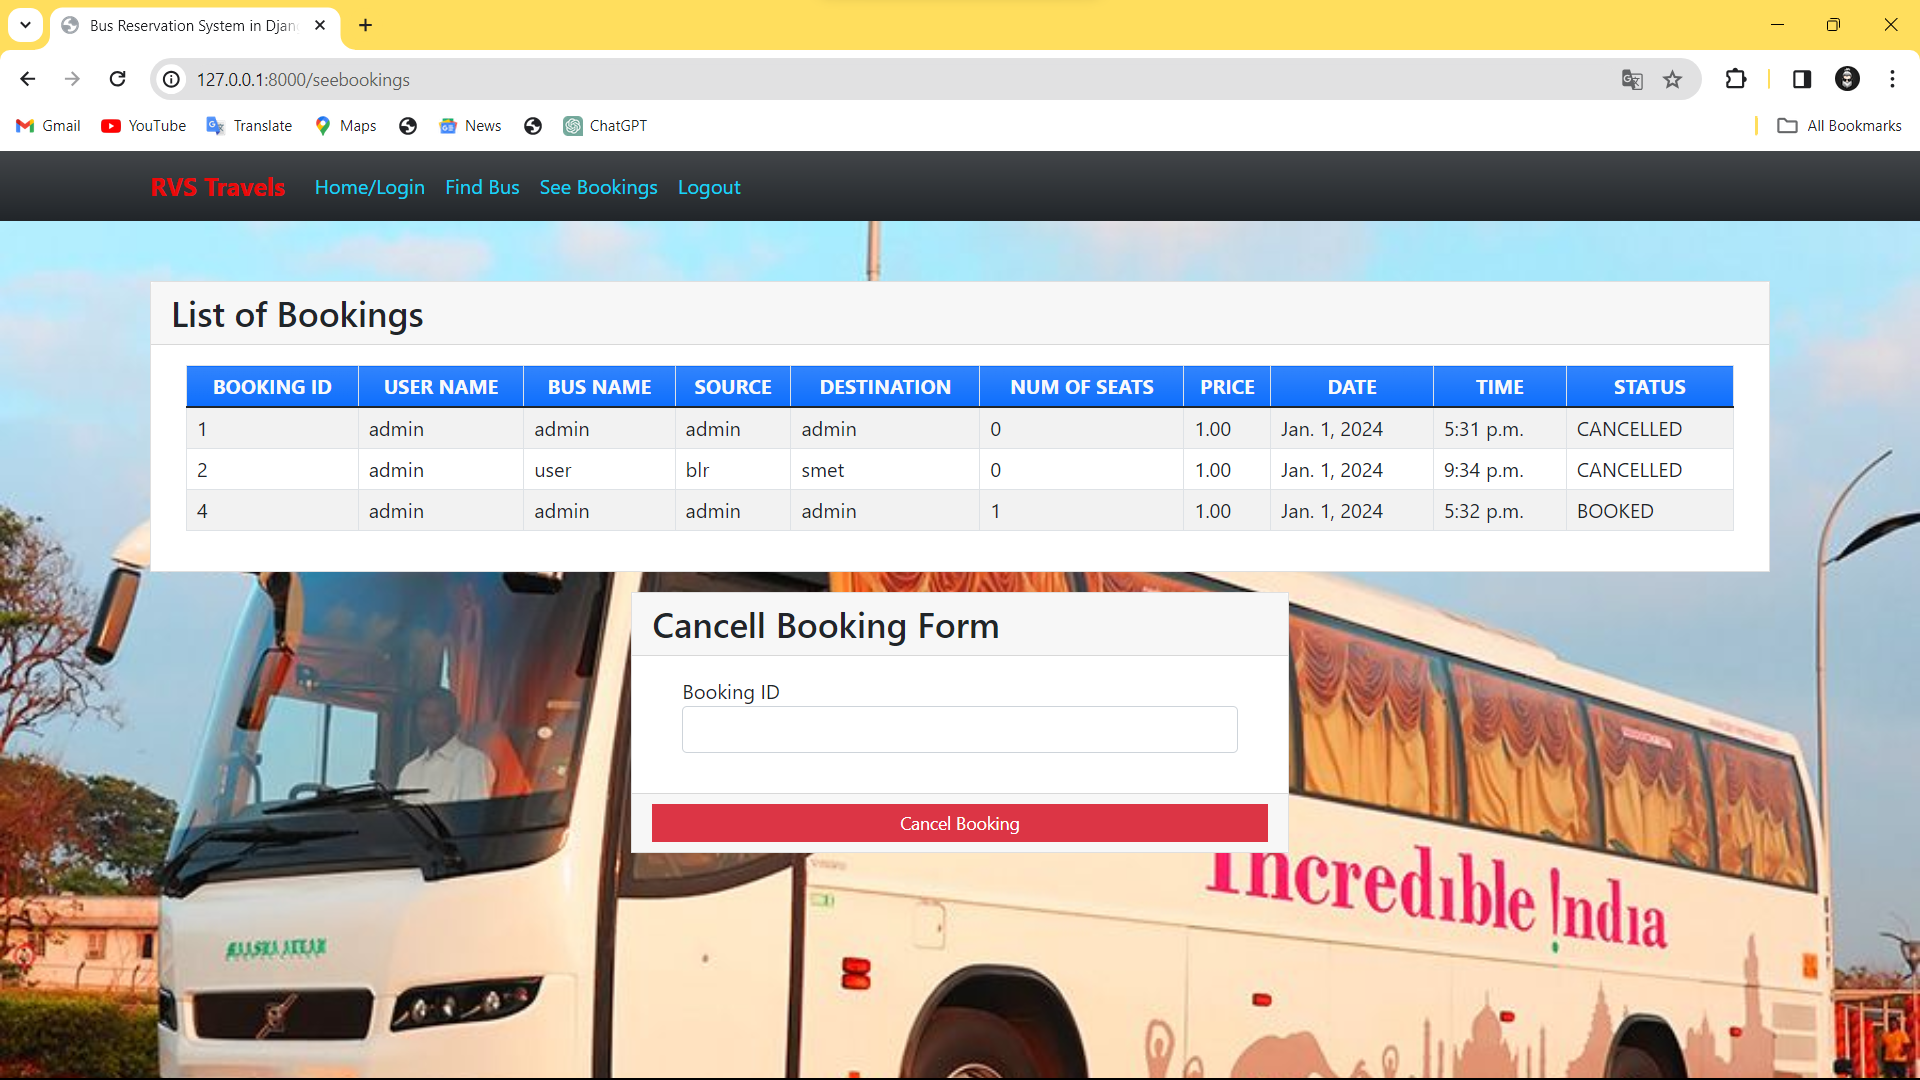 Bus Reservation System in Djan
127.0.0.1:8000/seebookings
Gmail YouTube Translate Maps News ChatGPT All Bookmarks
RVS Travels Home/Login Find Bus See Bookings Logout
List of Bookings
BOOKING ID USER NAME BUS NAME SOURCE DESTINATION NUM OF SEATS PRICE DATE TIME STATUS
1 admin admin admin admin 0 1.00 Jan. 1, 2024 5:31 p.m. CANCELLED
2 admin user blr smet 0 1.00 Jan. 1, 2024 9:34 p.m. CANCELLED
4 admin admin admin admin 1 1.00 Jan. 1, 2024 5:32 p.m. BOOKED
Cancell Booking Form
Booking ID
Cancel Booking
Incredible !ndia